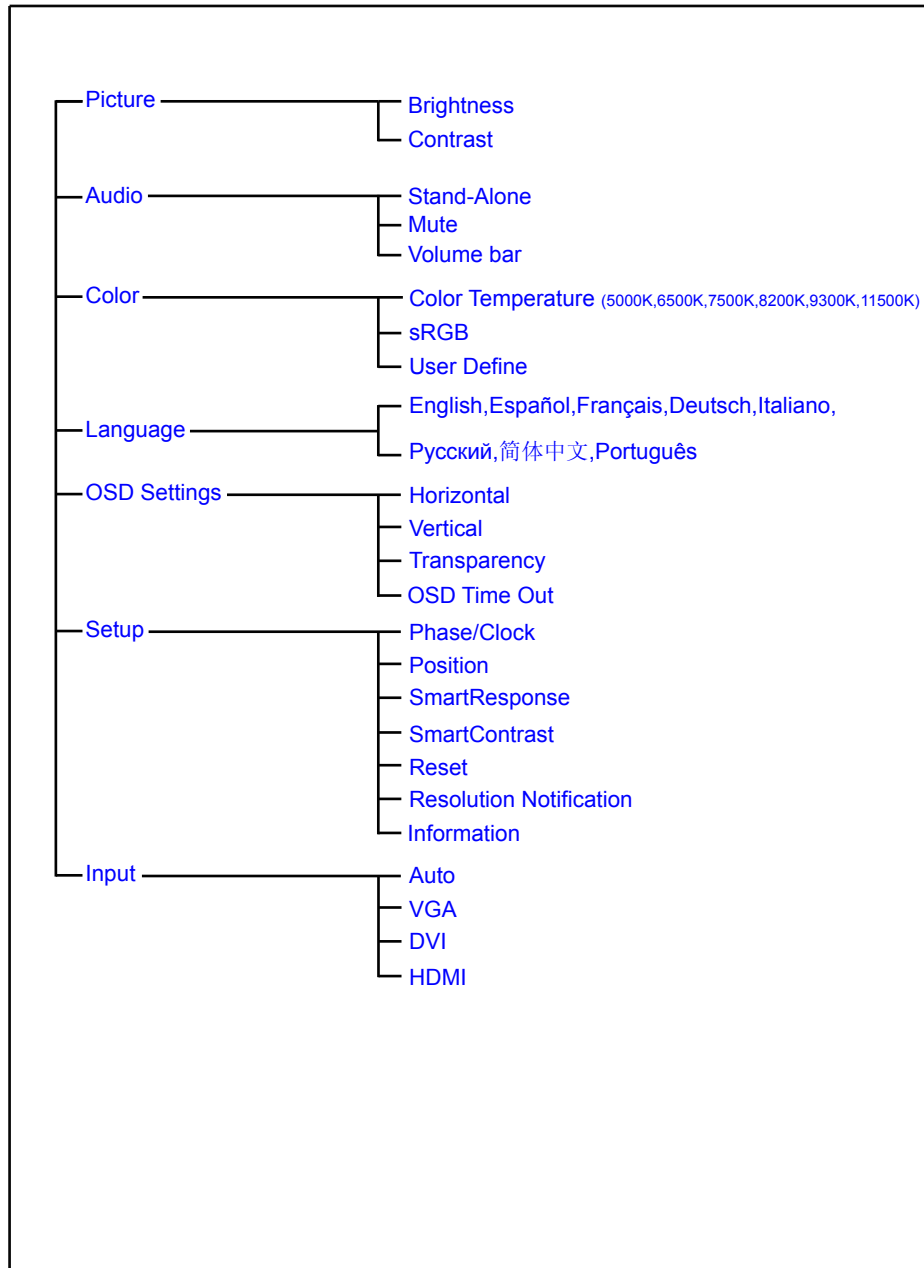 Picture
Brightness
Contrast
Audio
Stand-Alone
Mute
Volume bar
Color
Color Temperature (5000K,6500K,7500K,8200K,9300K,11500K)
sRGB
User Define
Language
English,Español,Français,Deutsch,Italiano,
Русский,简体中文,Português
OSD Settings
Horizontal
Vertical
Transparency
OSD Time Out
Setup
Phase/Clock
Position
SmartResponse
SmartContrast
Reset
Resolution Notification
Information
Input
Auto
VGA
DVI
HDMI